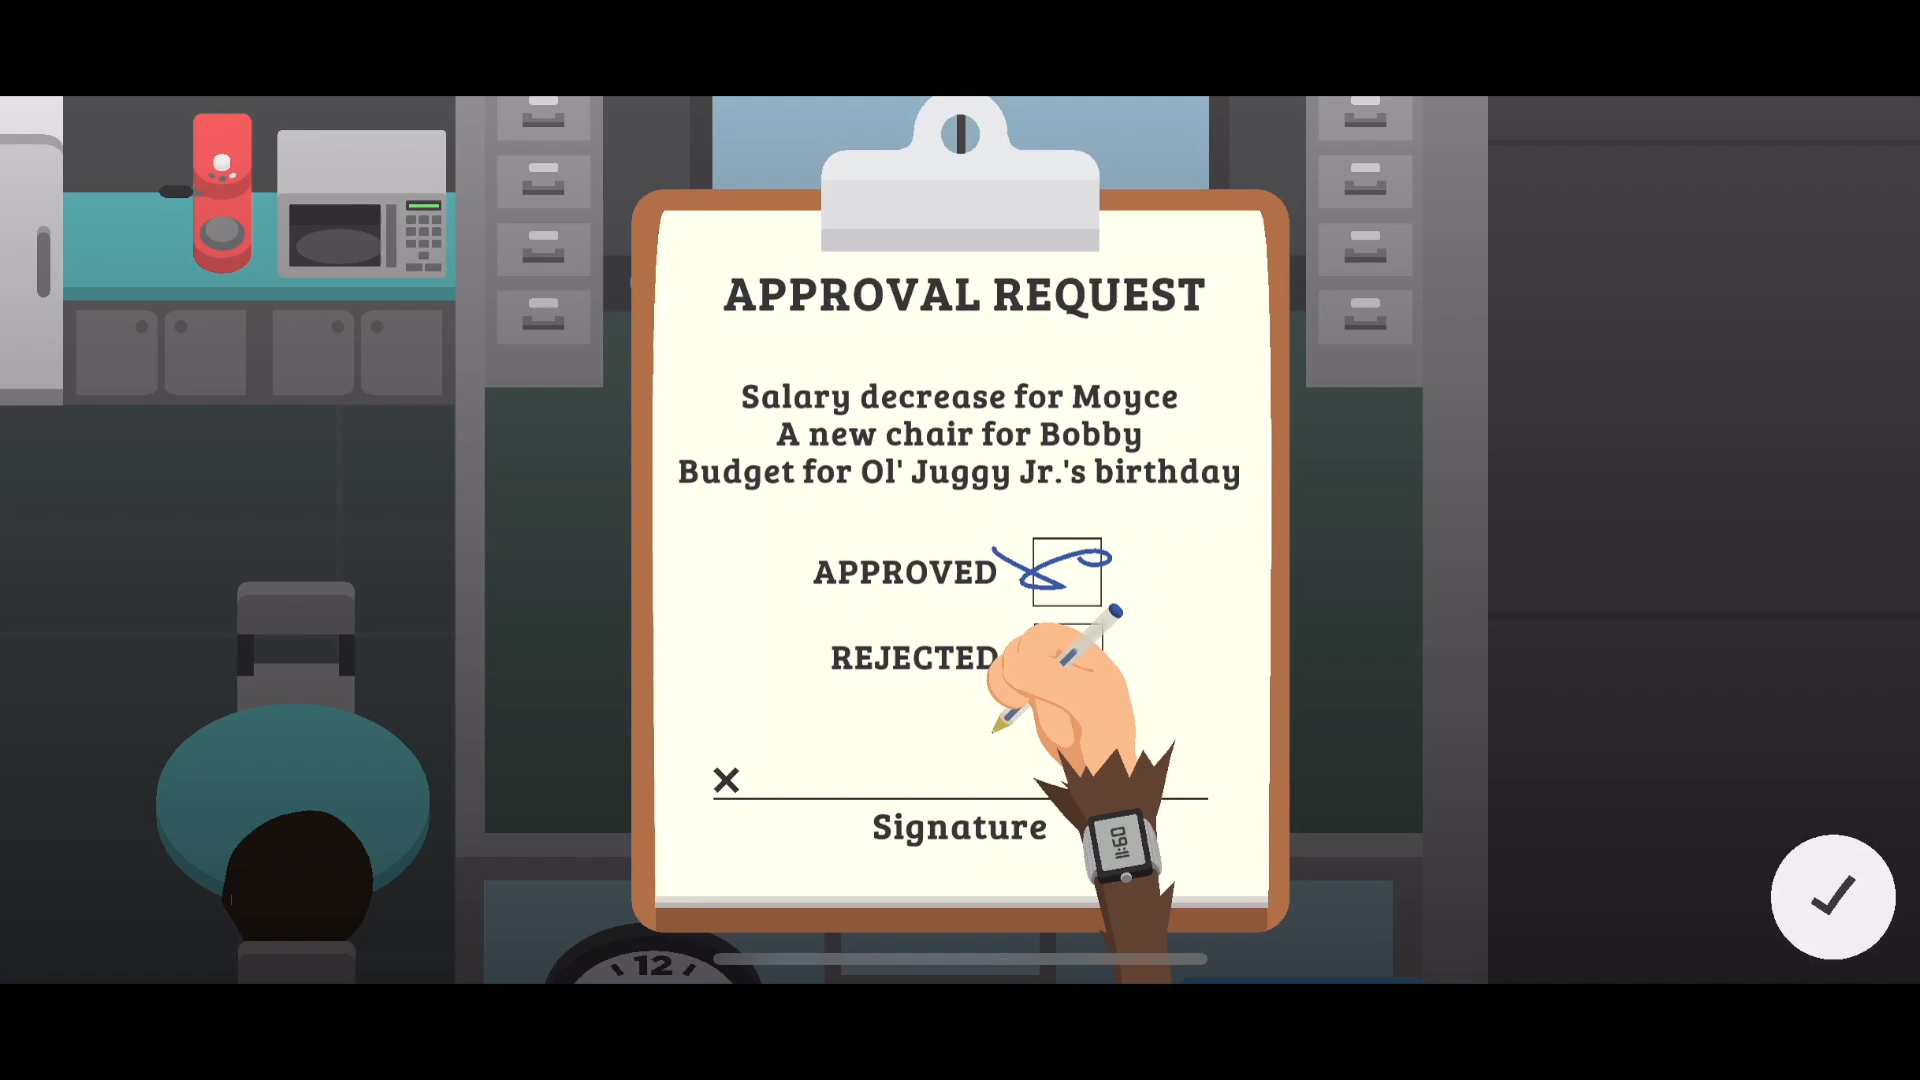 APPROVAL REQUEST
Salary decrease for Moyce
A new chair for Bobby
Budget for Ol' Juggy Jr.'s birthday
APPROVED
REJECTED
×
Signature
11:60
12